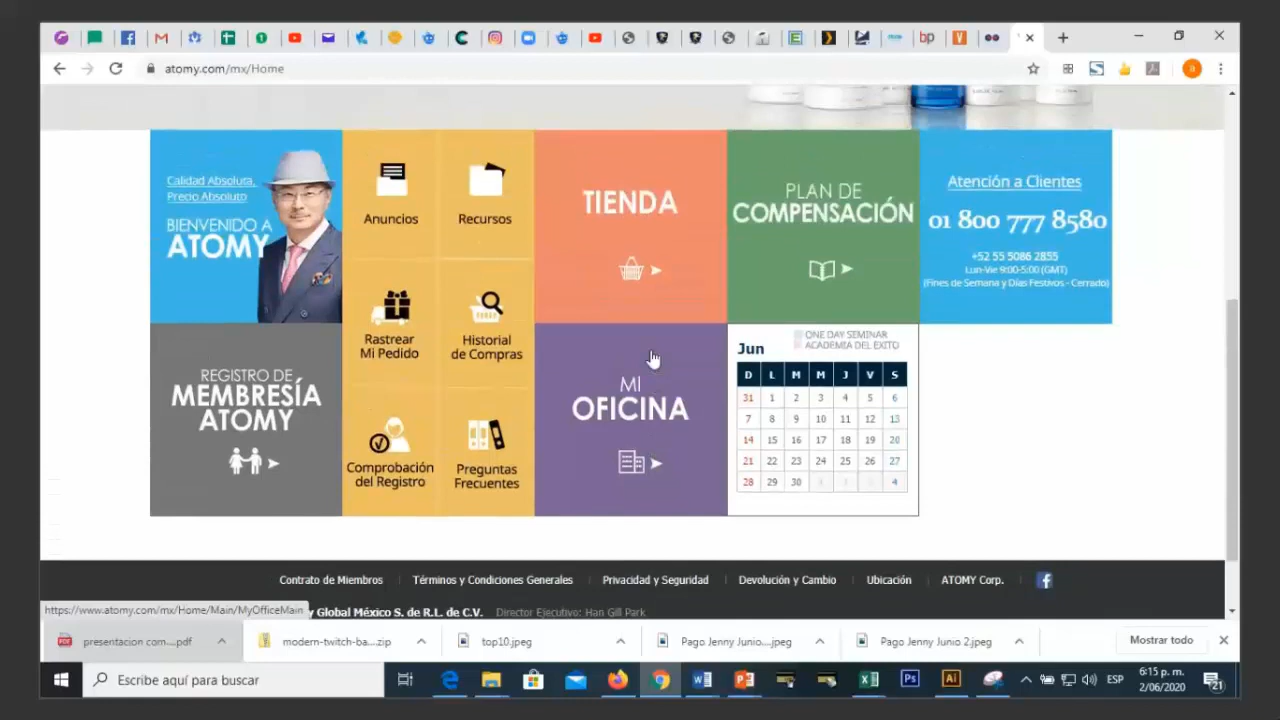 atomy.com/mx/Home
Calidad Absoluta,
Precio Absoluto
BIENVENIDO A
ATOMY
Anuncios
Recursos
Rastrear
Mi Pedido
Historial
de Compras
Comprobación
del Registro
Preguntas
Frecuentes
TIENDA
PLAN DE
COMPENSACIÓN
Atención a Clientes
01 800 777 8580
+52 55 5086 2855
Lun-Vie 9:00-5:00 (GMT)
(Fines de Semana y Días Festivos - Cerrado)
REGISTRO DE
MEMBRESÍA
ATOMY
MI
OFICINA
Jun
ONE DAY SEMINAR
ACADEMIA DEL EXITO
D L M M J V S
31 1 2 3 4 5 6
7 8 9 10 11 12 13
14 15 16 17 18 19 20
21 22 23 24 25 26 27
28 29 30 4
Contrato de Miembros
Términos y Condiciones Generales
Privacidad y Seguridad
Devolución y Cambio
Ubicación
ATOMY Corp.
https://www.atomy.com/mx/Home/Main/MyOfficeMain
y Global México S. de R.L. de C.V. Director Ejecutivo: Han Gill Park
presentacion com....pdf
modern-twitch-ba....zip
top10.jpeg
Pago Jenny Junio....jpeg
Pago Jenny Junio 2.jpeg
Mostrar todo
Escribe aquí para buscar
ESP
6:15 p. m.
2/06/2020
21